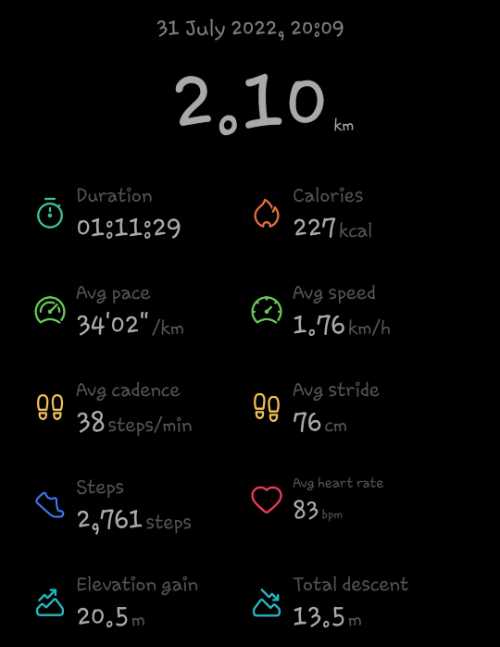 31 July 2022, 20:09
2.10 km
Duration
01:11:29
Calories
227 kcal
Avg pace
34'02" /km
Avg speed
1.76 km/h
Avg cadence
38 steps/min
Avg stride
76 cm
Steps
2,761 steps
Avg heart rate
83 bpm
Elevation gain
20.5 m
Total descent
13.5 m